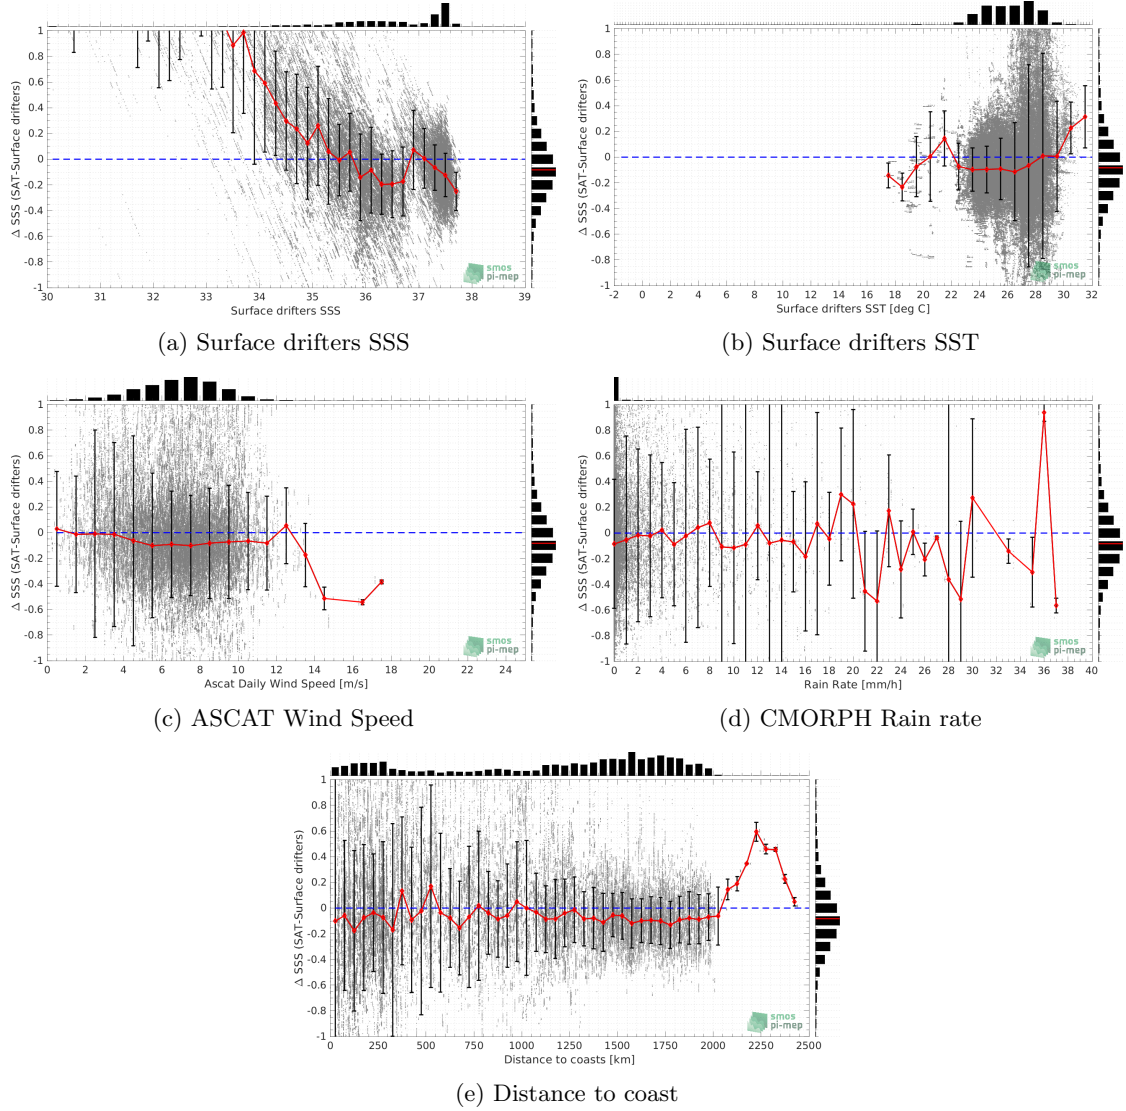 Δ SSS (SAT-Surface drifters)
1
0.8
0.6
0.4
0.2
0
-0.2
-0.4
-0.6
-0.8
-1
smos
pi-mep
30 31 32 33 34 35 36 37 38 39
Surface drifters SSS
(a) Surface drifters SSS
Δ SSS (SAT-Surface drifters)
1
0.8
0.6
0.4
0.2
0
-0.2
-0.4
-0.6
-0.8
-1
smos
pi-mep
-2 0 2 4 6 8 10 12 14 16 18 20 22 24 26 28 30 32
Surface drifters SST [deg C]
(b) Surface drifters SST
Δ SSS (SAT-Surface drifters)
1
0.8
0.6
0.4
0.2
0
-0.2
-0.4
-0.6
-0.8
-1
smos
pi-mep
0 2 4 6 8 10 12 14 16 18 20 22 24
Ascat Daily Wind Speed [m/s]
(c) ASCAT Wind Speed
Δ SSS (SAT-Surface drifters)
1
0.8
0.6
0.4
0.2
0
-0.2
-0.4
-0.6
-0.8
-1
smos
pi-mep
0 2 4 6 8 10 12 14 16 18 20 22 24 26 28 30 32 34 36 38 40
Rain Rate [mm/h]
(d) CMORPH Rain rate
Δ SSS (SAT-Surface drifters)
1
0.8
0.6
0.4
0.2
0
-0.2
-0.4
-0.6
-0.8
-1
smos
pi-mep
0 250 500 750 1000 1250 1500 1750 2000 2250 2500
Distance to coasts [km]
(e) Distance to coast